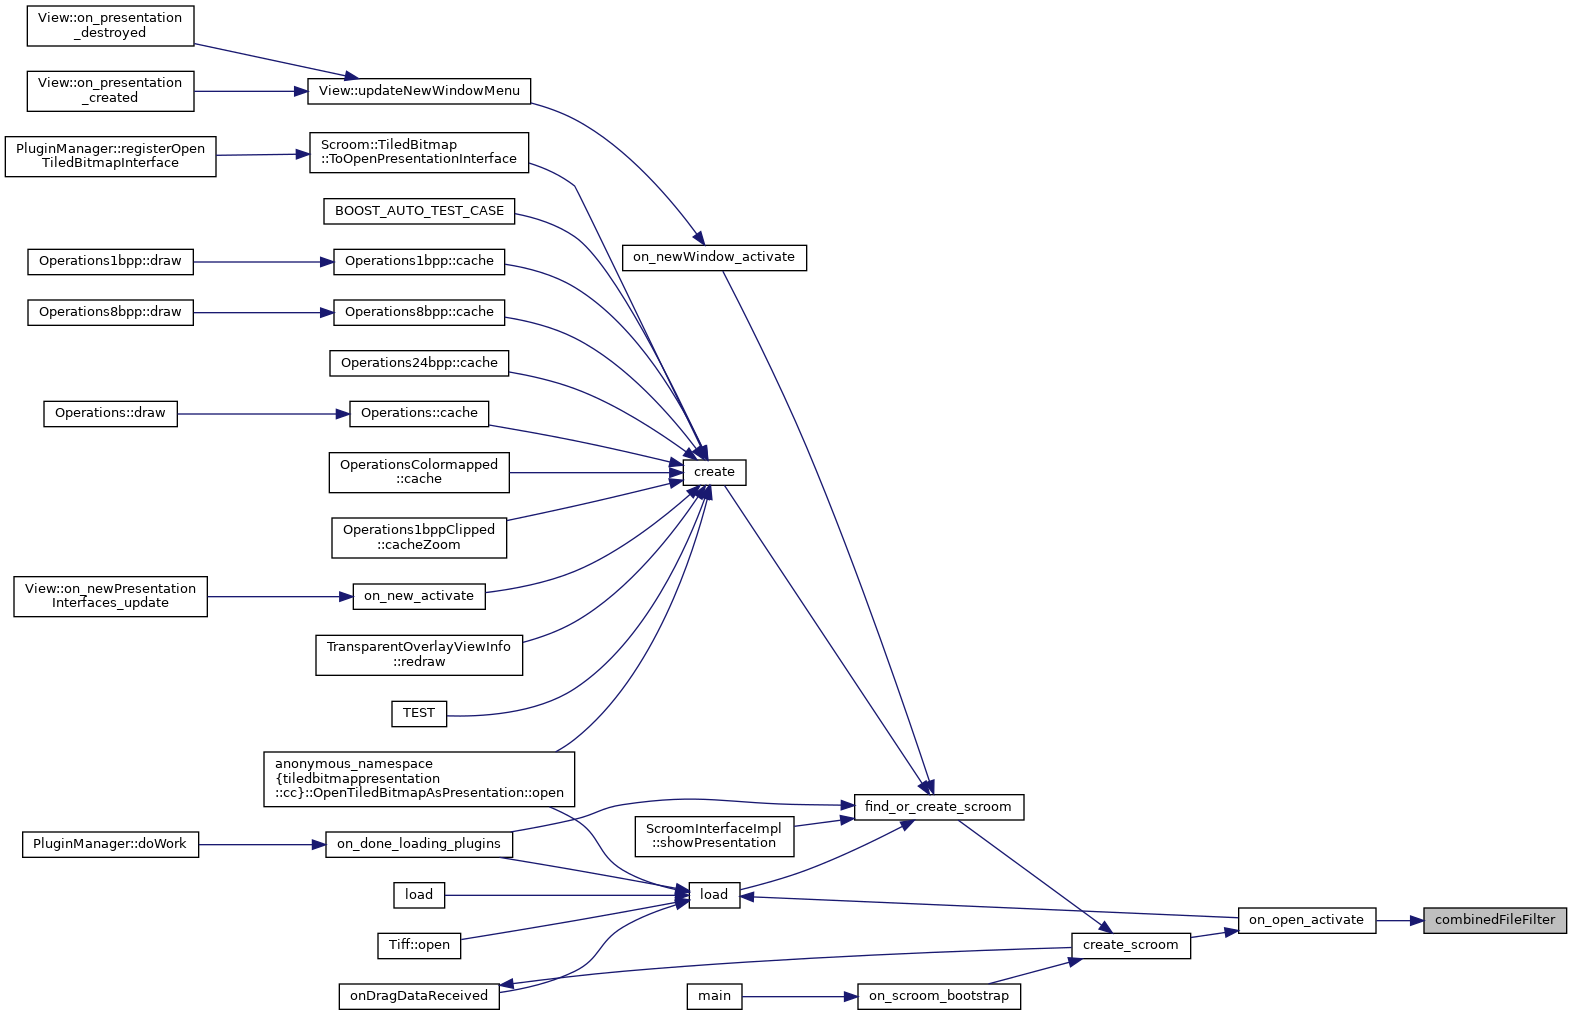 View::on_presentation
_destroyed
View::on_presentation
_created
View::updateNewWindowMenu
PluginManager::registerOpen
TiledBitmapInterface
Scroom::TiledBitmap
::ToOpenPresentationInterface
BOOST_AUTO_TEST_CASE
on_newWindow_activate
Operations1bpp::draw
Operations1bpp::cache
Operations8bpp::draw
Operations8bpp::cache
Operations24bpp::cache
Operations::draw
Operations::cache
create
OperationsColormapped
::cache
Operations1bppClipped
::cacheZoom
View::on_newPresentation
Interfaces_update
on_new_activate
TransparentOverlayViewInfo
::redraw
TEST
anonymous_namespace
{tiledbitmappresentation
::cc}::OpenTiledBitmapAsPresentation::open
find_or_create_scroom
ScroomInterfaceImpl
::showPresentation
PluginManager::doWork
on_done_loading_plugins
load
load
on_open_activate
combinedFileFilter
Tiff::open
create_scroom
onDragDataReceived
main
on_scroom_bootstrap